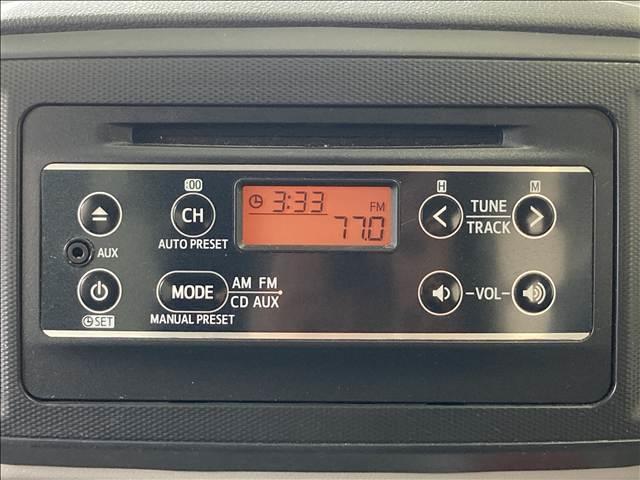 :00
H
M
CH
AUTO PRESET
3:33
FM
77.0
TUNE
TRACK
AUX
MODE
AM FM
CD AUX
MANUAL PRESET
-VOL-
SET